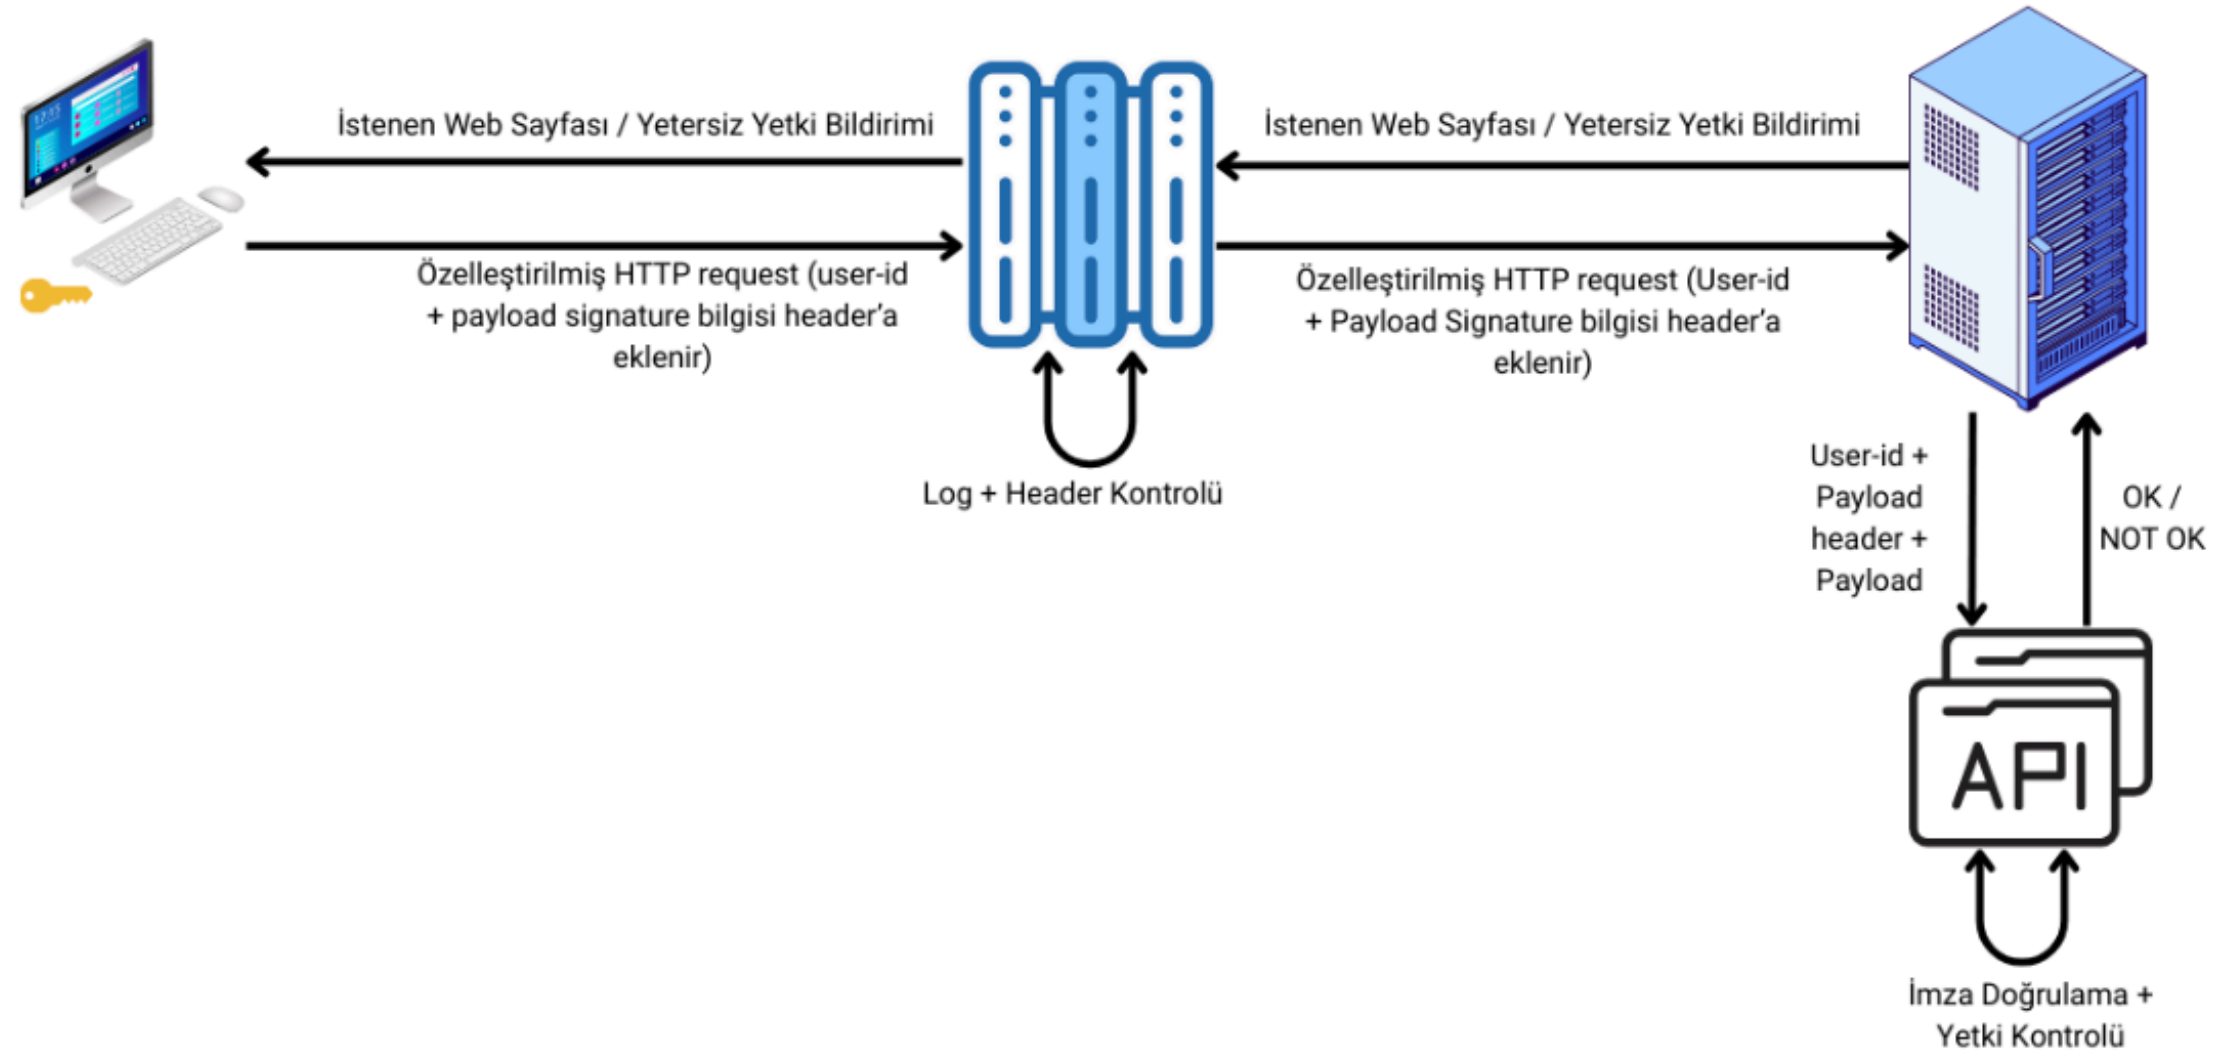 İstenen Web Sayfası / Yetersiz Yetki Bildirimi
İstenen Web Sayfası / Yetersiz Yetki Bildirimi
Özelleştirilmiş HTTP request (user-id
+ payload signature bilgisi header'a
eklenir)
Özelleştirilmiş HTTP request (User-id
+ Payload Signature bilgisi header'a
eklenir)
Log + Header Kontrolü
User-id +
Payload
header +
Payload
OK /
NOT OK
API
İmza Doğrulama +
Yetki Kontrolü